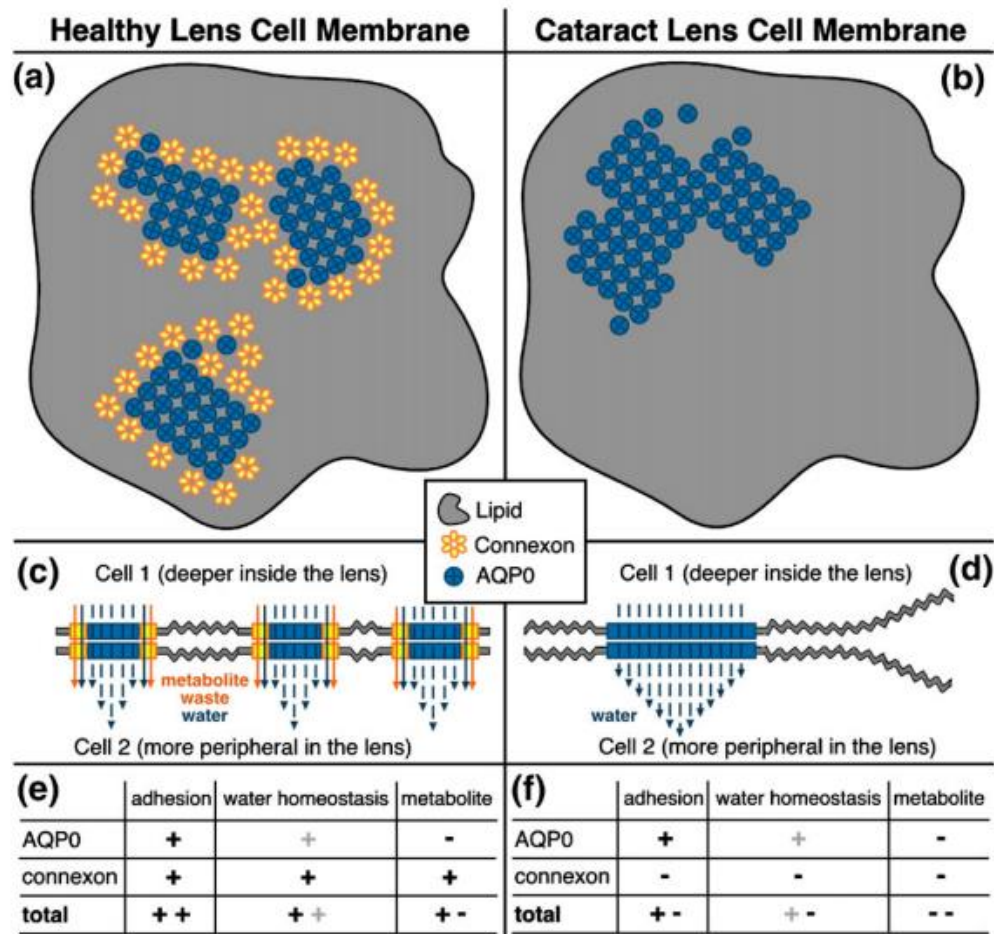 Healthy Lens Cell Membrane
Cataract Lens Cell Membrane
(a)
(b)
Lipid
Connexon
AQP0
(c)
Cell 1 (deeper inside the lens)
metabolite
waste
water
Cell 2 (more peripheral in the lens)
(d)
Cell 1 (deeper inside the lens)
water
Cell 2 (more peripheral in the lens)
(e)
adhesion water homeostasis metabolite
AQP0 + + -
connexon + + +
total + + + + + -
(f)
adhesion water homeostasis metabolite
AQP0 + + -
connexon - - -
total + - + - - -